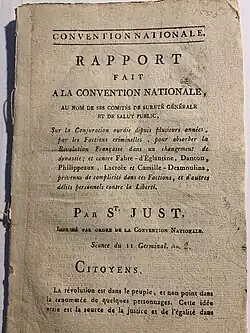 CONVENTION NATIONALE.
RAPPORT
FAIT
A LA CONVENTION NATIONALE,
AU NOM DE SES COMITÉS DE SURETÉ GÉNÉRALE
ET DE SALUT PUBLIC,
Sur la Conjuration ourdie depuis plusieurs années,
par les Factions criminelles, pour absorber la
Révolution Française dans un changement de
dynastie; et contre Fabre-d'Eglantine, Danton,
Philippeaux, Lacroix et Camille-Desmoulins,
prévenus de complicité dans ces Factions, et d'autres
délits personnels contre la Liberté.
PAR ST. JUST,
IMPRIMÉ PAR ORDRE DE LA CONVENTION NATIONALE.
Séance du 11 Germinal, an 2.
CITOYENS.
La révolution est dans le peuple, et non point dans
la renommée de quelques personnages. Cette idée
vraie est la source de la justice et de l'égalité dans